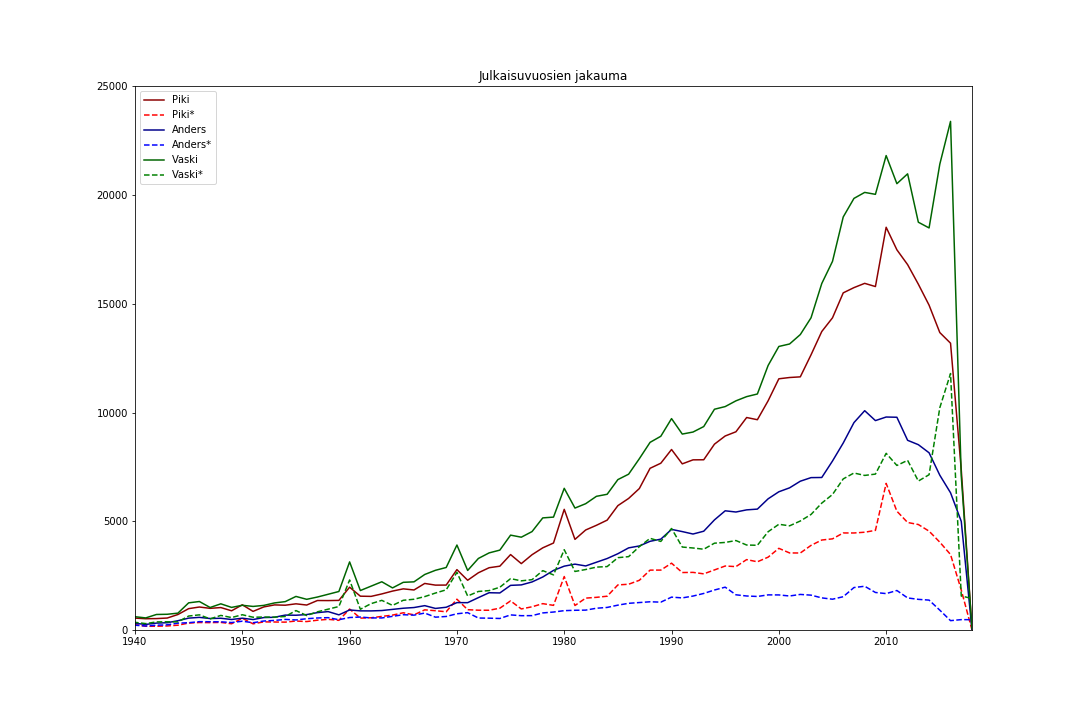 Julkaisuvuosien jakauma
25000
20000
15000
10000
5000
0
Piki
Piki*
Anders
Anders*
Vaski
Vaski*
1940 1950 1960 1970 1980 1990 2000 2010